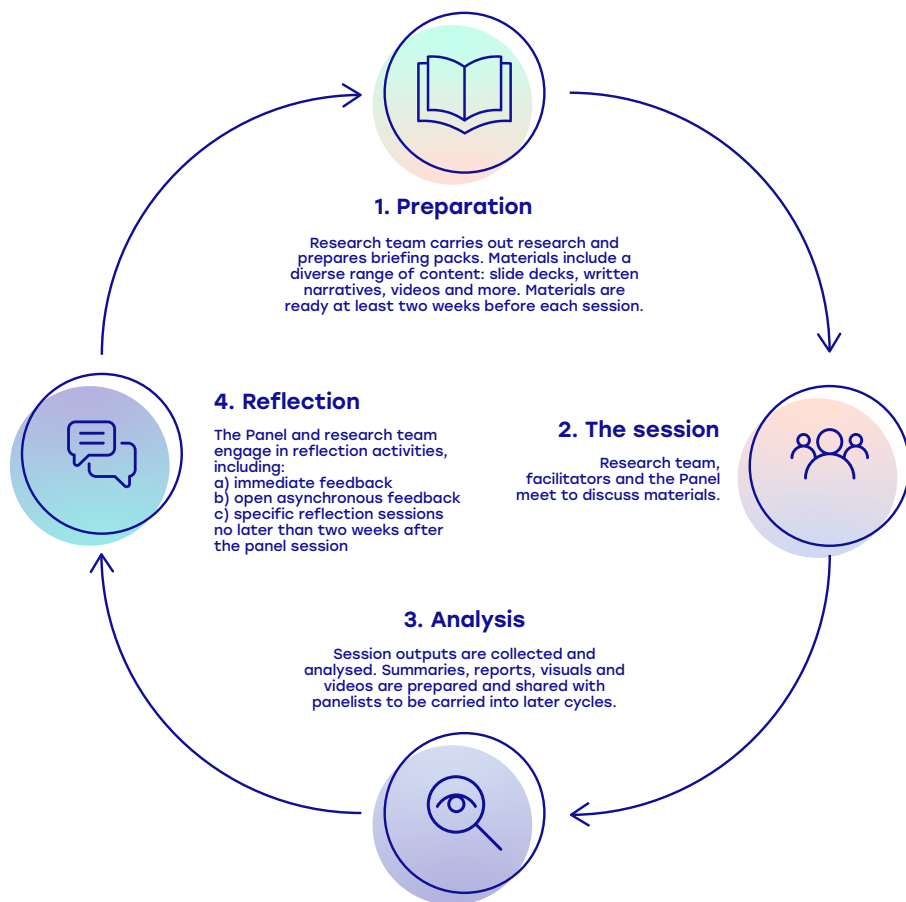 1. Preparation
Research team carries out research and
prepares briefing packs. Materials include a
diverse range of content: slide decks, written
narratives, videos and more. Materials are
ready at least two weeks before each session.
2. The session
Research team,
facilitators and the Panel
meet to discuss materials.
3. Analysis
Session outputs are collected and
analysed. Summaries, reports, visuals and
videos are prepared and shared with
panelists to be carried into later cycles.
4. Reflection
The Panel and research team
engage in reflection activities,
including:
a) immediate feedback
b) open asynchronous feedback
c) specific reflection sessions
no later than two weeks after
the panel session